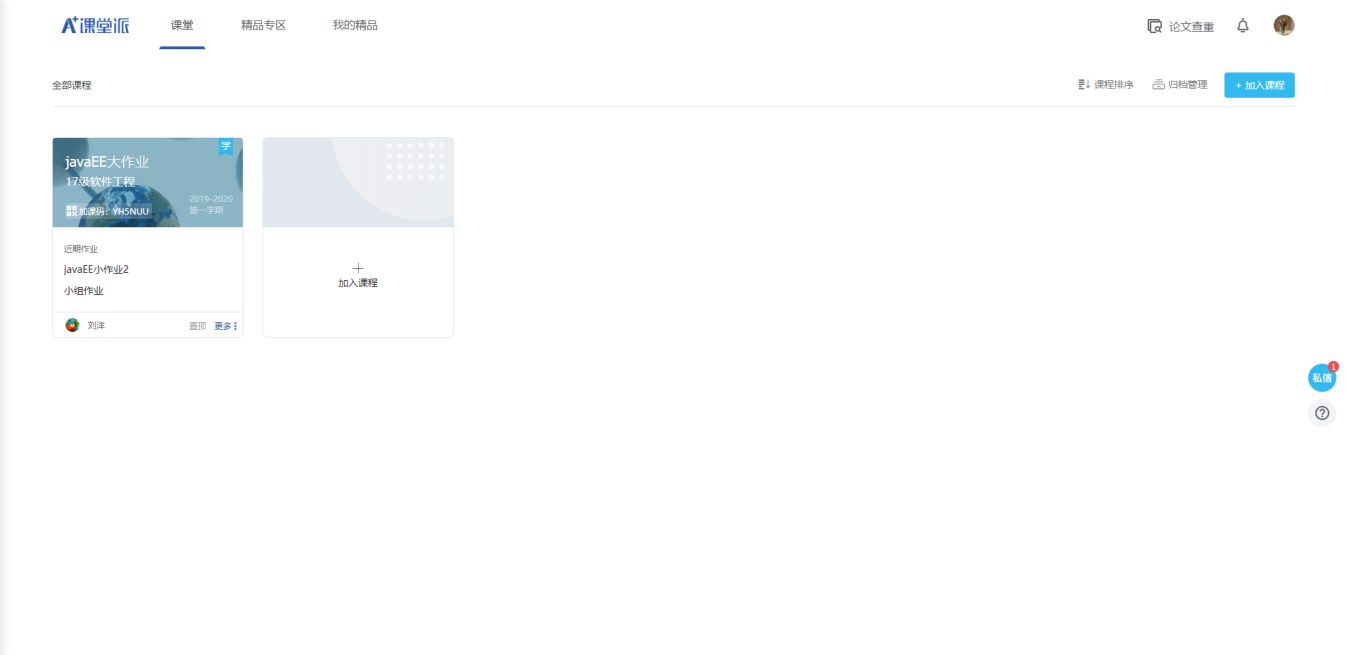 A+课堂派
课堂
精品专区
我的精品
论文查重
全部课程
课程排序
归档管理
+ 加入课程
学
javaEE大作业
17级软件工程
2019-2020
第一学期
加课码：YH5NUU
近期作业
javaEE小作业2
小组作业
刘洋
置顶
更多
加入课程
1
私信